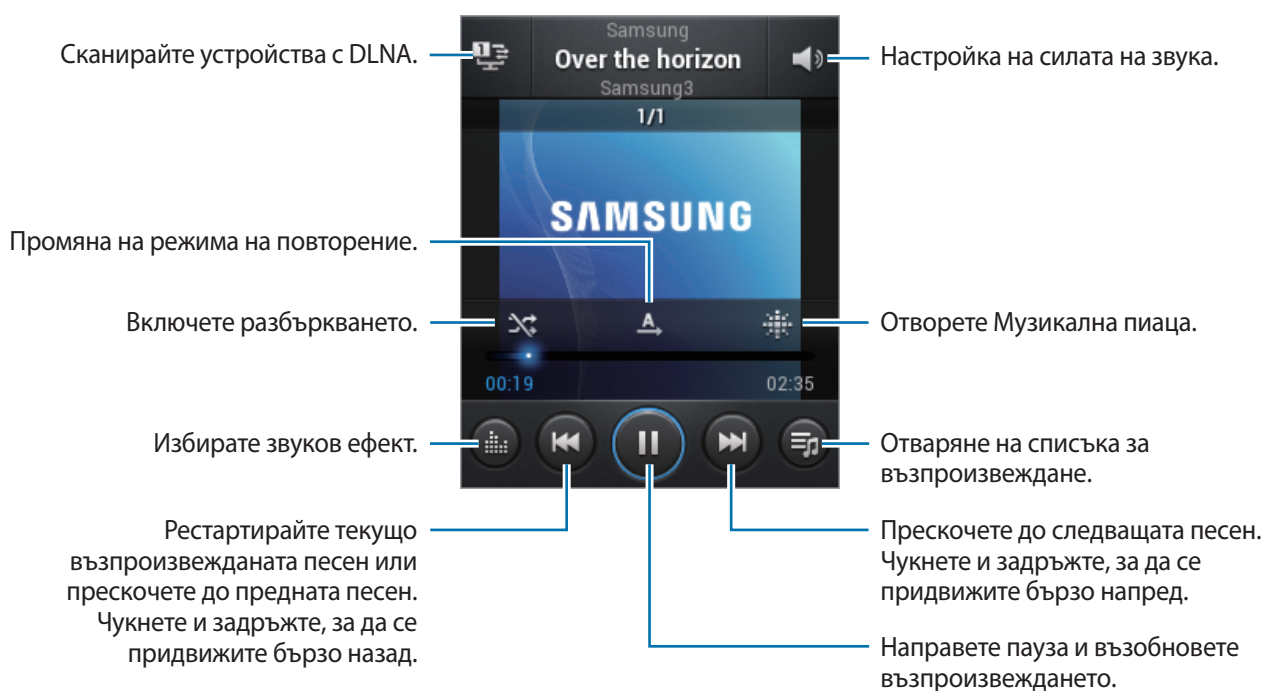 Сканирайте устройства с DLNA.
Samsung
Over the horizon
Samsung3
Настройка на силата на звука.
1/1
SAMSUNG
Промяна на режима на повторение.
A
Включете разбъркването.
Отворете Музикална пиаца.
00:19
02:35
Избирате звуков ефект.
Отваряне на списъка за
възпроизвеждане.
Рестартирайте текущо
възпроизвежданата песен или
прескочете до предната песен.
Чукнете и задръжте, за да се
придвижите бързо назад.
Прескочете до следващата песен.
Чукнете и задръжте, за да се
придвижите бързо напред.
Направете пауза и възобновете
възпроизвеждането.